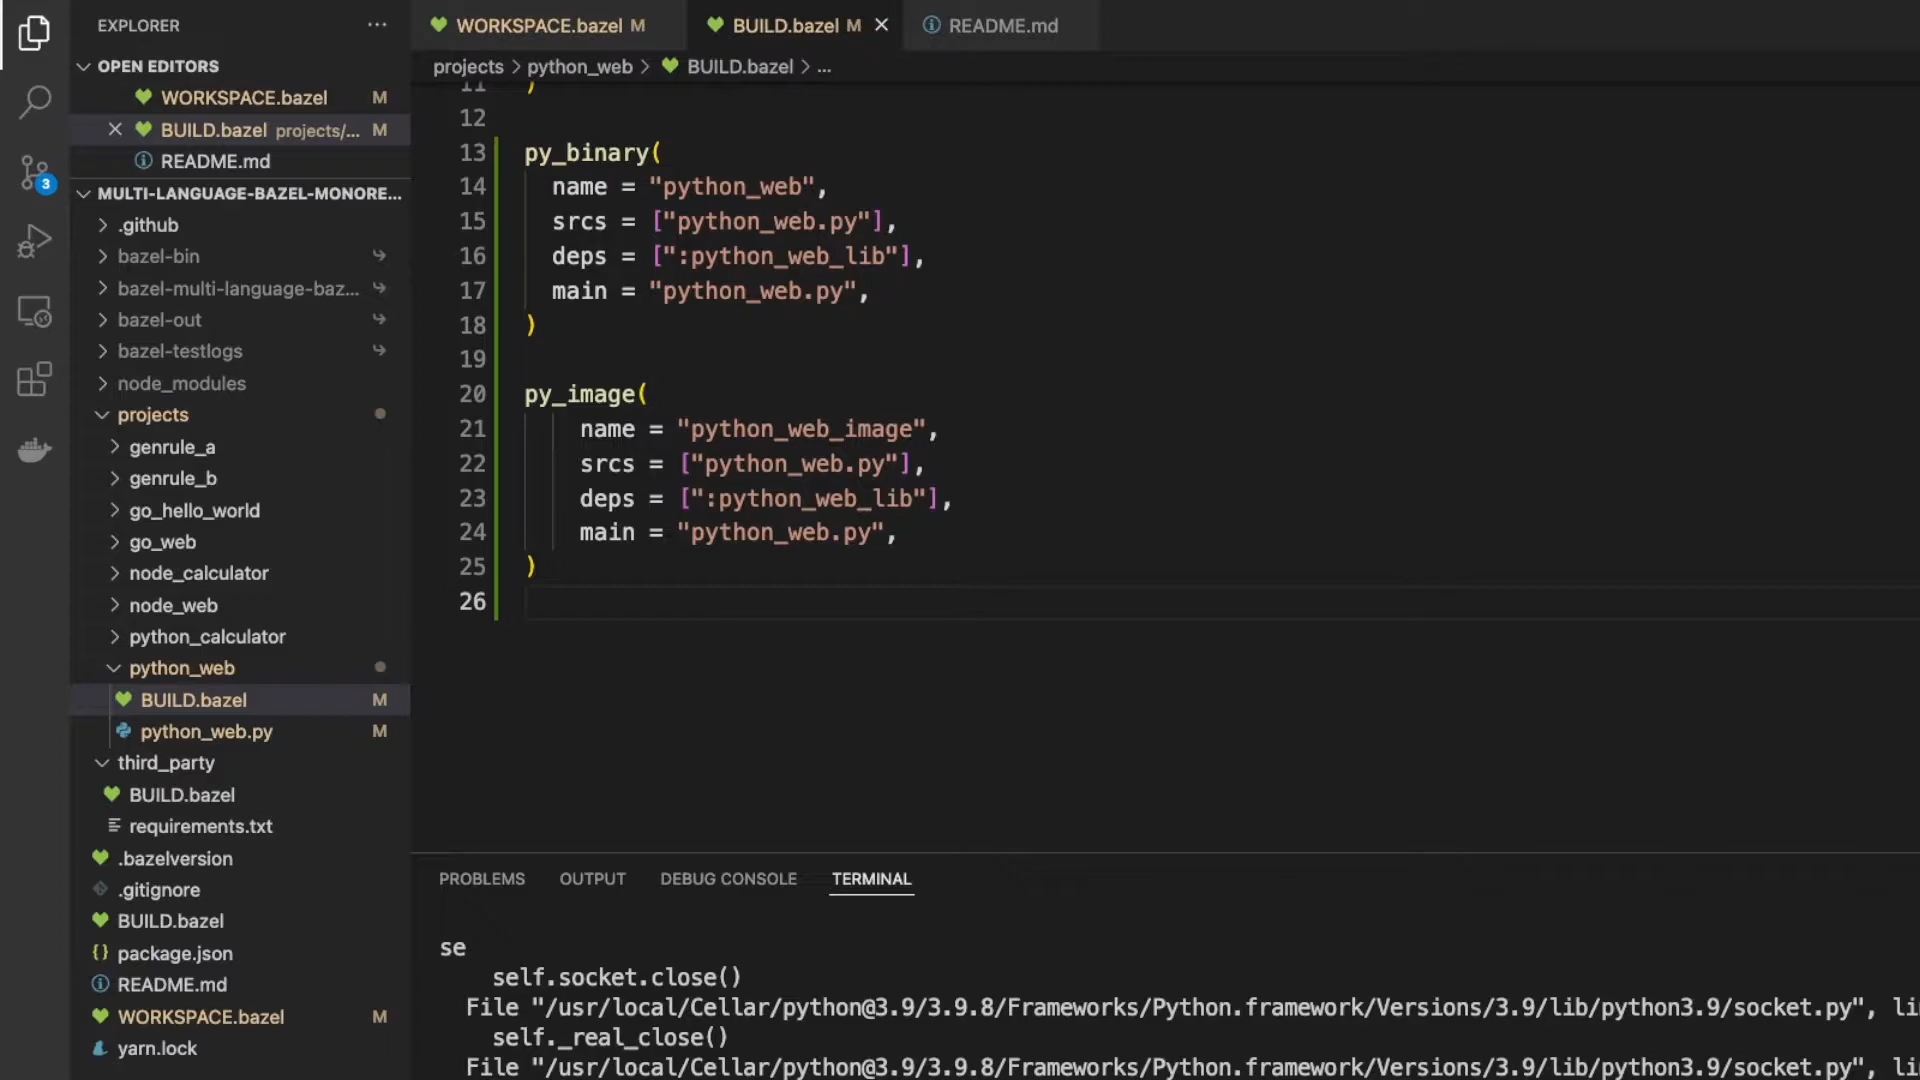 EXPLORER
OPEN EDITORS
WORKSPACE.bazel M
BUILD.bazel projects/... M
README.md
3
MULTI-LANGUAGE-BAZEL-MONORE...
.github
bazel-bin
bazel-multi-language-baz...
bazel-out
bazel-testlogs
node_modules
projects
genrule_a
genrule_b
go_hello_world
go_web
node_calculator
node_web
python_calculator
python_web
BUILD.bazel M
python_web.py M
third_party
BUILD.bazel
requirements.txt
.bazelversion
.gitignore
BUILD.bazel
package.json
README.md
WORKSPACE.bazel M
yarn.lock
WORKSPACE.bazel M
BUILD.bazel M
README.md
projects > python_web > BUILD.bazel > ...
11 )
12
13 py_binary(
14 name = "python_web",
15 srcs = ["python_web.py"],
16 deps = [":python_web_lib"],
17 main = "python_web.py",
18 )
19
20 py_image(
21 name = "python_web_image",
22 srcs = ["python_web.py"],
23 deps = [":python_web_lib"],
24 main = "python_web.py",
25 )
26
PROBLEMS OUTPUT DEBUG CONSOLE TERMINAL
se
self.socket.close()
File "/usr/local/Cellar/python@3.9/3.9.8/Frameworks/Python.framework/Versions/3.9/lib/python3.9/socket.py", li
self._real_close()
File "/usr/local/Cellar/python@3.9/3.9.8/Frameworks/Python.framework/Versions/3.9/lib/python3.9/socket.py", li